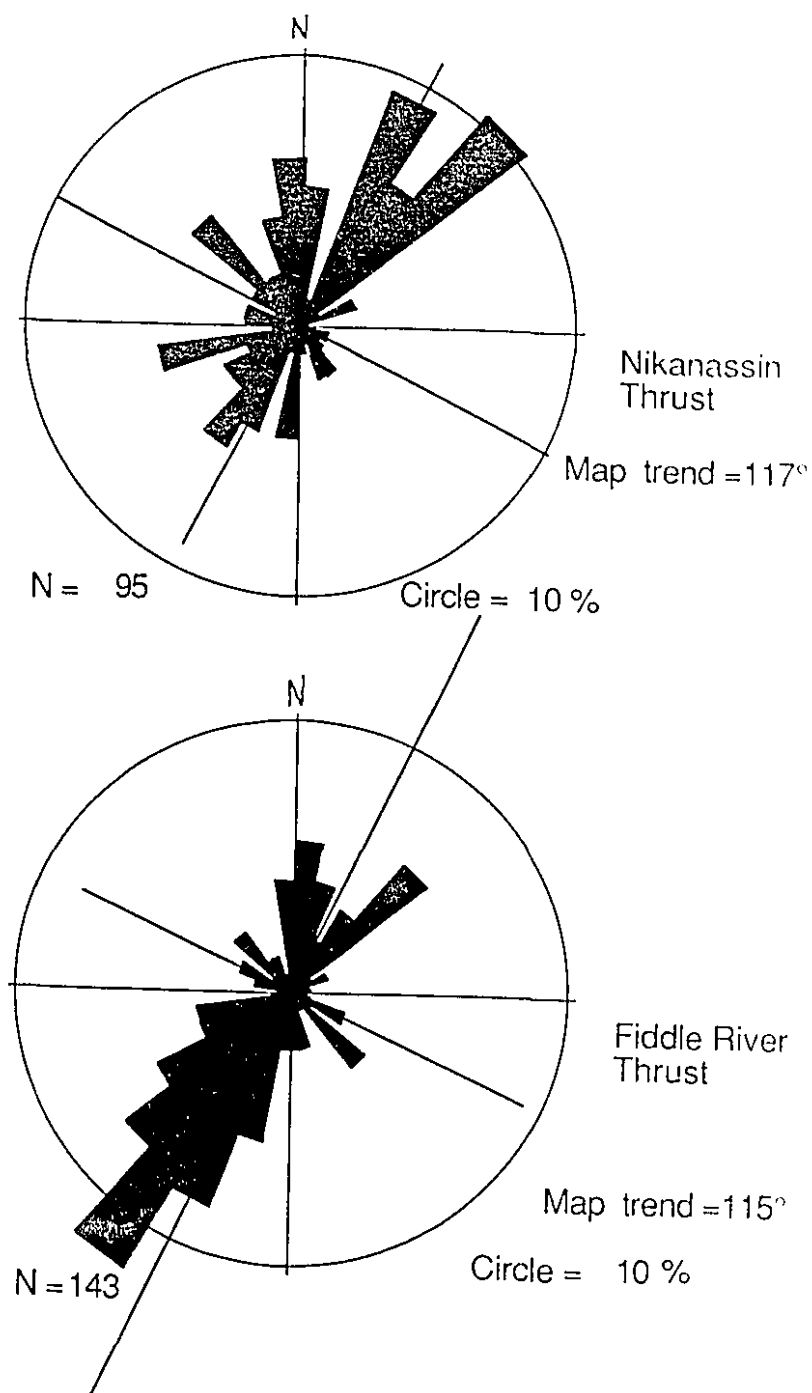 N
Nikanassin
Thrust
Map trend = 117°
N = 95
Circle = 10 %
N
Fiddle River
Thrust
Map trend = 115°
Circle = 10 %
N = 143